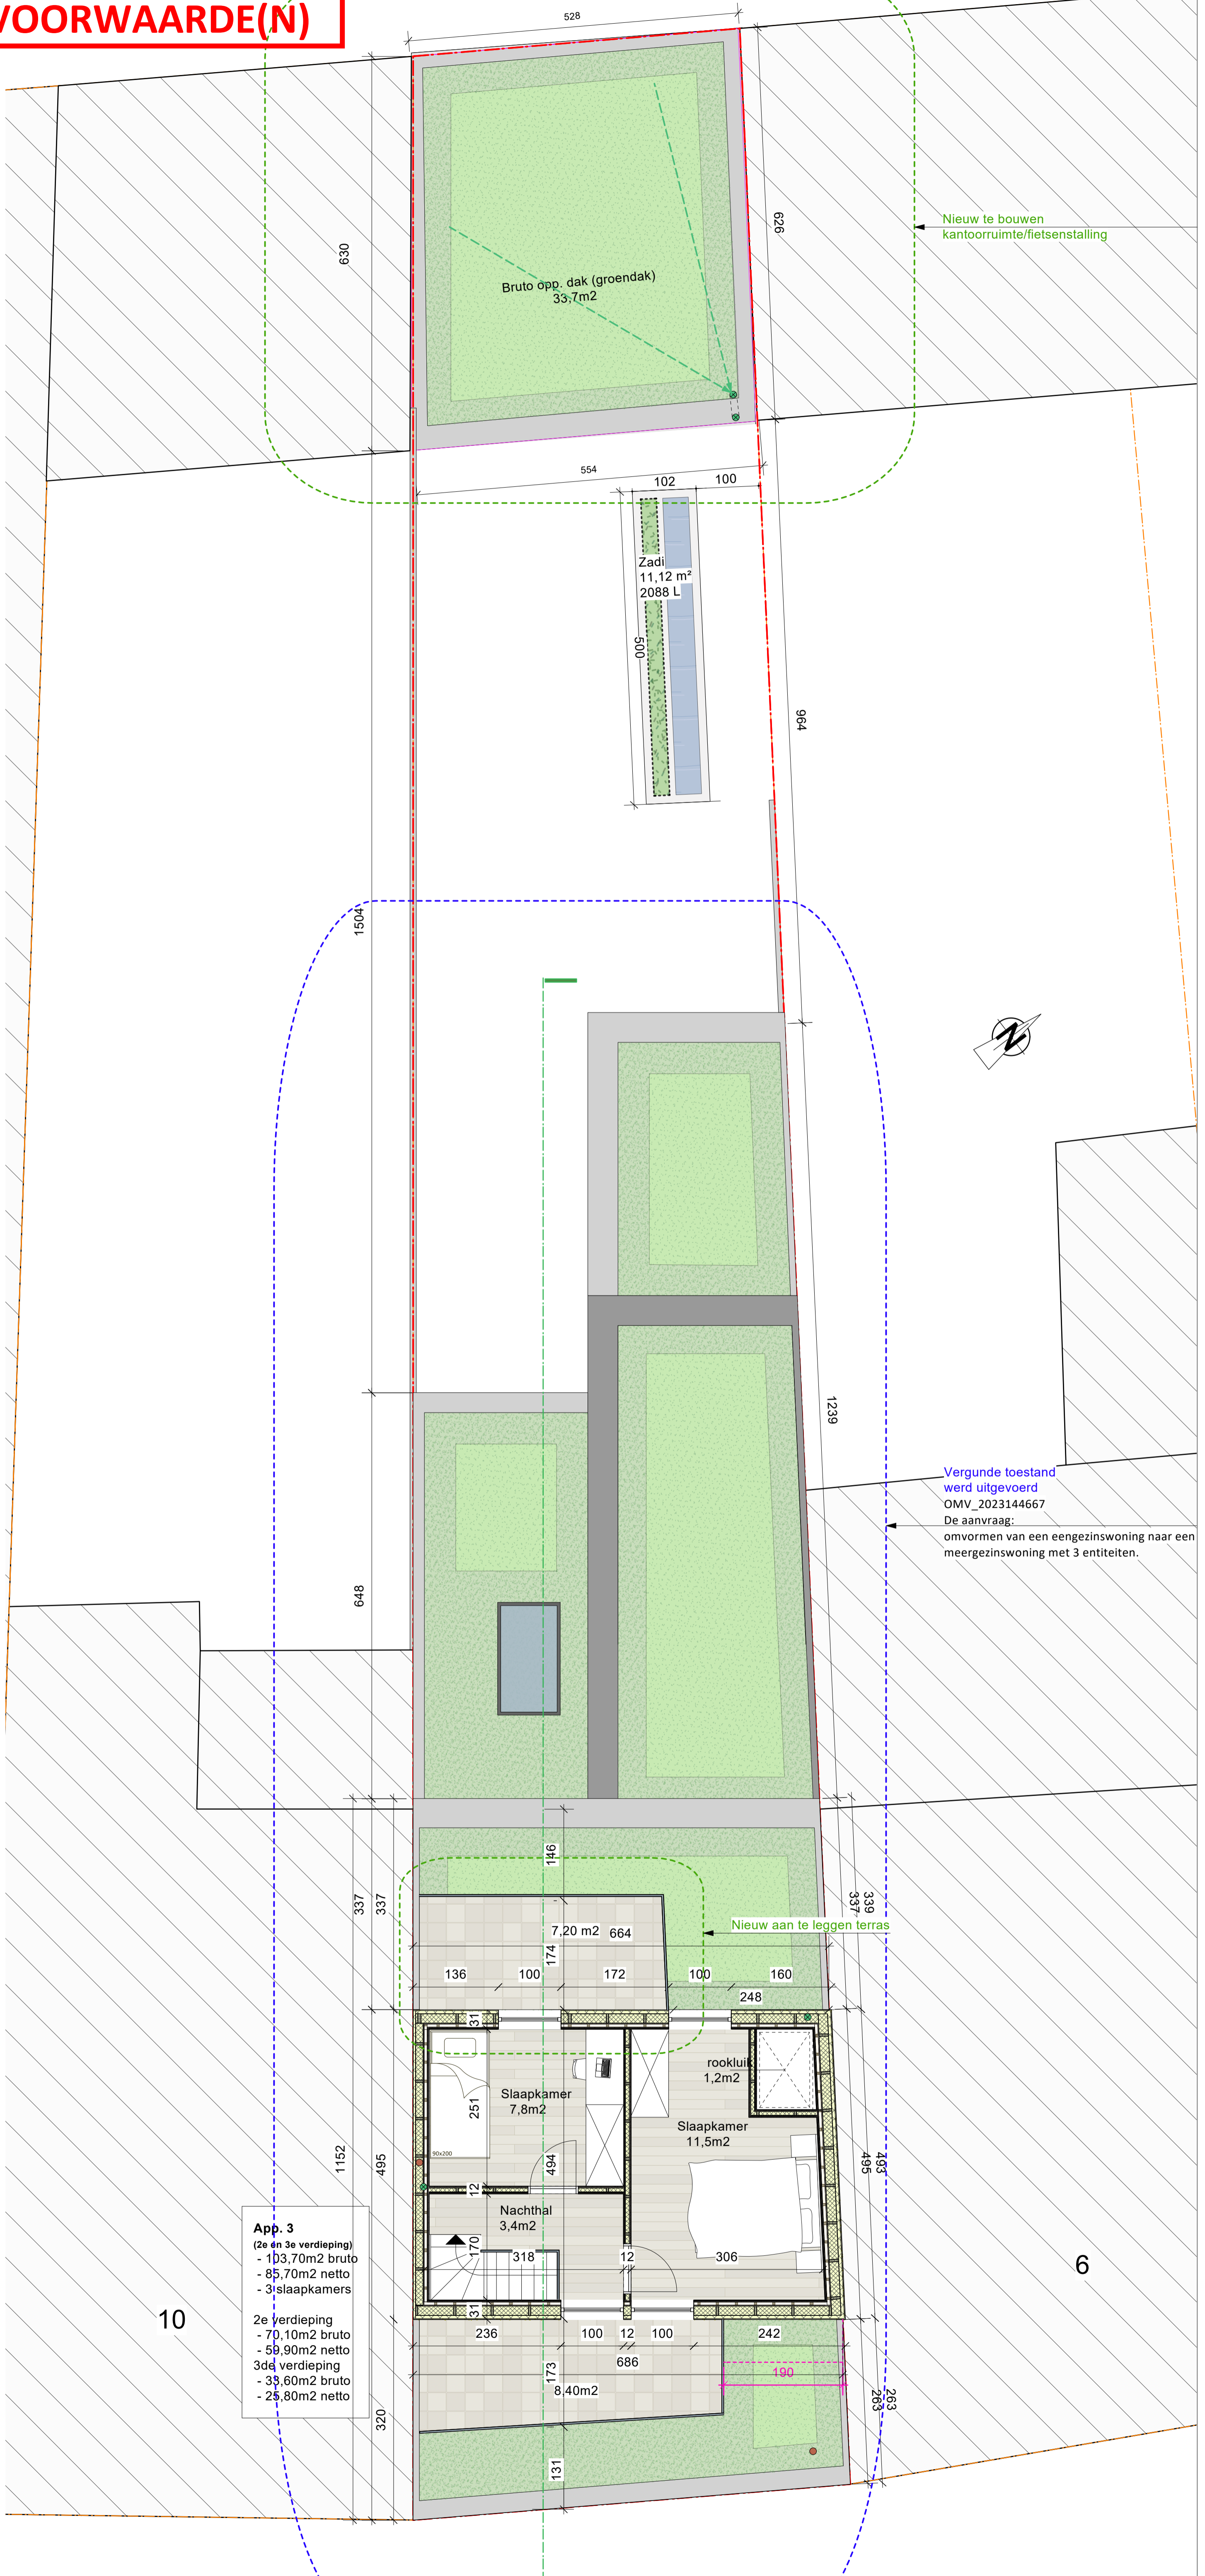 VOORWAARDE(N)
528
630
626
Nieuw te bouwen
kantoorruimte/fietsenstalling
Bruto opp. dak (groendak)
33,7m2
554
102
100
Zadi
11,12 m²
2088 L
500
964
1504
N
1239
Vergunde toestand
werd uitgevoerd
OMV_2023144667
De aanvraag:
omvormen van een eengezinswoning naar een
meergezinswoning met 3 entiteiten.
648
146
337
337
337
339
7,20 m2
664
Nieuw aan te leggen terras
174
136
100
172
100
160
248
31
rookluik
1,2m2
Slaapkamer
7,8m2
251
Slaapkamer
11,5m2
90x200
494
1152
495
495
493
12
Nachthal
3,4m2
170
318
12
306
31
App. 3
(2e en 3e verdieping)
- 103,70m2 bruto
- 85,70m2 netto
- 3 slaapkamers
2e verdieping
- 70,10m2 bruto
- 59,90m2 netto
3de verdieping
- 33,60m2 bruto
- 25,80m2 netto
10
6
236
100
12
100
242
686
173
190
8,40m2
263
263
320
131